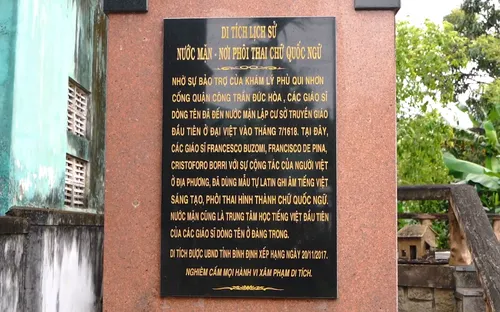 DI TÍCH LỊCH SỬ
NƯỚC MẶN - NƠI PHÔI THAI CHỮ QUỐC NGỮ
NHỜ SỰ BẢO TRỢ CỦA KHÁM LÝ PHỦ QUI NHƠN
CỐNG QUẬN CÔNG TRẦN ĐỨC HÒA, CÁC GIÁO SĨ
DÒNG TÊN ĐÃ ĐẾN NƯỚC MẶN LẬP CƯ SỞ TRUYỀN GIÁO
ĐẦU TIÊN Ở ĐẠI VIỆT VÀO THÁNG 7/1618. TẠI ĐÂY,
CÁC GIÁO SĨ FRANCESCO BUZOMI, FRANCISCO DE PINA,
CRISTOFORO BORRI VỚI SỰ CỘNG TÁC CỦA NGƯỜI VIỆT
Ở ĐỊA PHƯƠNG, ĐÃ DÙNG MẪU TỰ LATIN GHI ÂM TIẾNG VIỆT
SÁNG TẠO, PHÔI THAI HÌNH THÀNH CHỮ QUỐC NGỮ.
NƯỚC MẶN CŨNG LÀ TRUNG TÂM HỌC TIẾNG VIỆT ĐẦU TIÊN
CỦA CÁC GIÁO SĨ DÒNG TÊN Ở ĐÀNG TRONG.
DI TÍCH ĐƯỢC UBND TỈNH BÌNH ĐỊNH XẾP HẠNG NGÀY 20/11/2017.
NGHIÊM CẤM MỌI HÀNH VI XÂM PHẠM DI TÍCH.